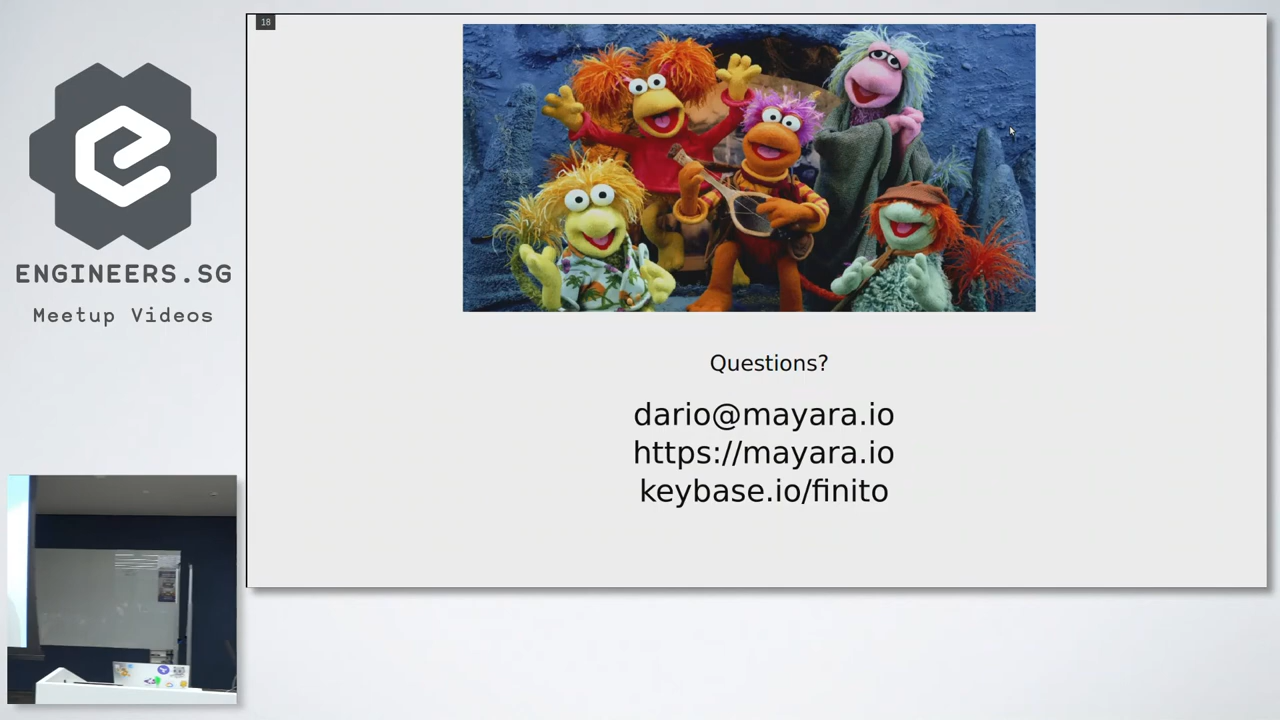 18
ENGINEERS.SG
Meetup Videos
Questions?
dario@mayara.io
https://mayara.io
keybase.io/finito